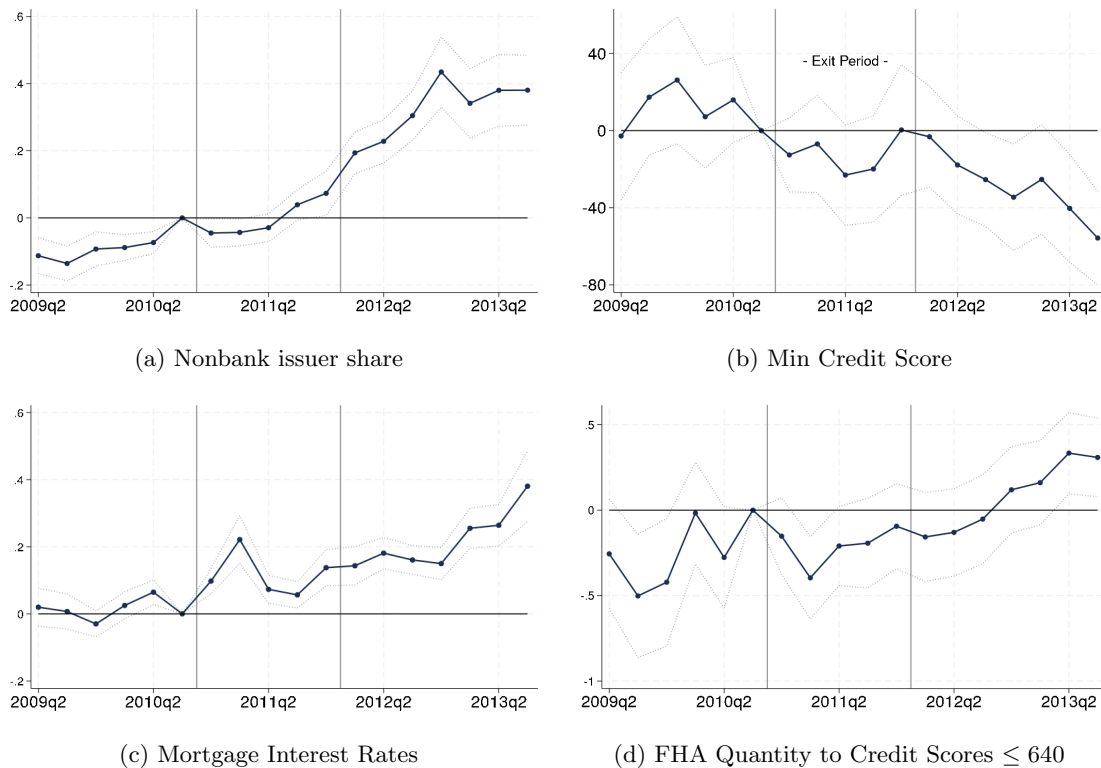 .6
.4
.2
0
-.2
2009q2 2010q2 2011q2 2012q2 2013q2
(a) Nonbank issuer share
40
0
-40
-80
- Exit Period -
2009q2 2010q2 2011q2 2012q2 2013q2
(b) Min Credit Score
.6
.4
.2
0
-.2
2009q2 2010q2 2011q2 2012q2 2013q2
(c) Mortgage Interest Rates
.5
0
-.5
-1
2009q2 2010q2 2011q2 2012q2 2013q2
(d) FHA Quantity to Credit Scores ≤ 640